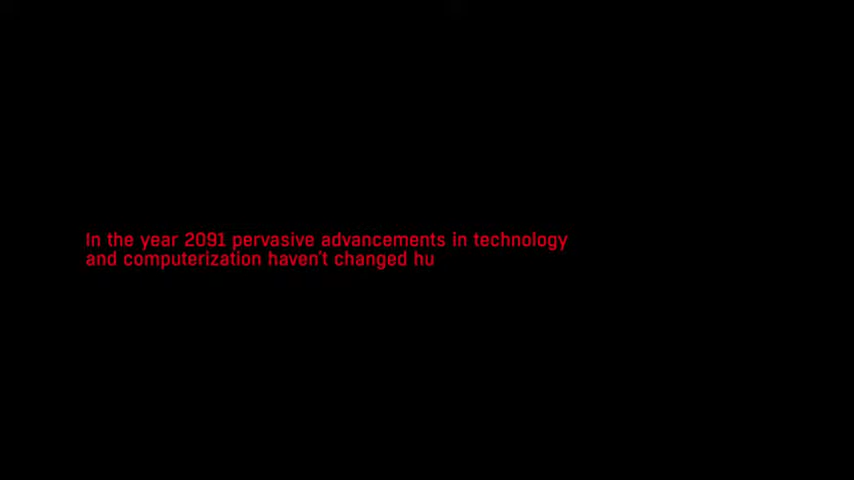 In the year 2091 pervasive advancements in technology
and computerization haven't changed hu